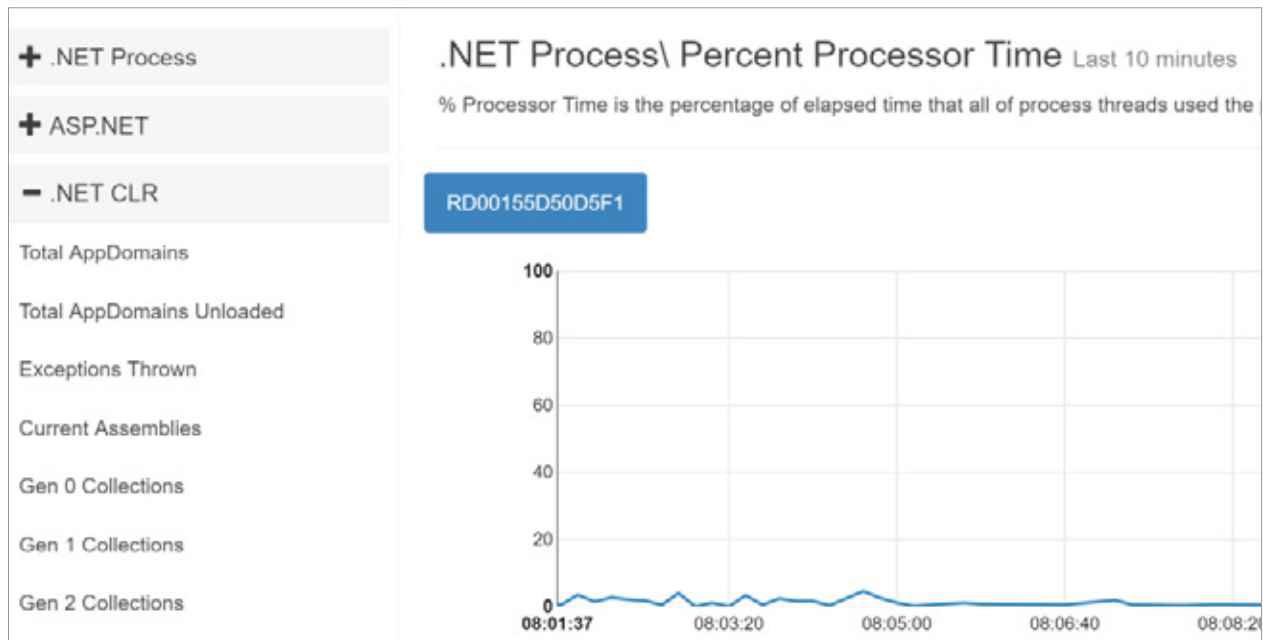 .NET Process
ASP.NET
.NET CLR
Total AppDomains
Total AppDomains Unloaded
Exceptions Thrown
Current Assemblies
Gen 0 Collections
Gen 1 Collections
Gen 2 Collections
.NET Process\ Percent Processor Time Last 10 minutes
% Processor Time is the percentage of elapsed time that all of process threads used the
RD00155D50D5F1
100
80
60
40
20
0
08:01:37 08:03:20 08:05:00 08:06:40 08:08:20